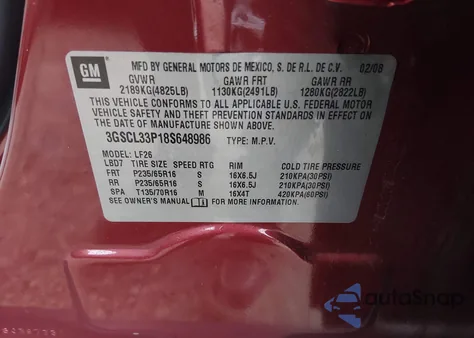 GM MFD BY GENERAL MOTORS DE MEXICO, S. DE R.L. DE C.V. 02/08
GVWR GAWR FRT GAWR RR
2189KG(4825LB) 1130KG(2491LB) 1280KG(2822LB)
THIS VEHICLE CONFORMS TO ALL APPLICABLE U.S. FEDERAL MOTOR
VEHICLE SAFETY AND THEFT PREVENTION STANDARDS IN EFFECT ON
THE DATE OF MANUFACTURE SHOWN ABOVE.
3GSCL33P18S648986 TYPE: M.P.V.
MODEL: LF26
LBD7 TIRE SIZE SPEED RTG RIM COLD TIRE PRESSURE
FRT P235/65R16 S 16X6.5J 210KPA(30PSI)
RR P235/65R16 S 16X6.5J 210KPA(30PSI)
SPA T135/70R16 M 16X4T 420KPA(60PSI)
SEE OWNER'S MANUAL FOR MORE INFORMATION.
autoSnap